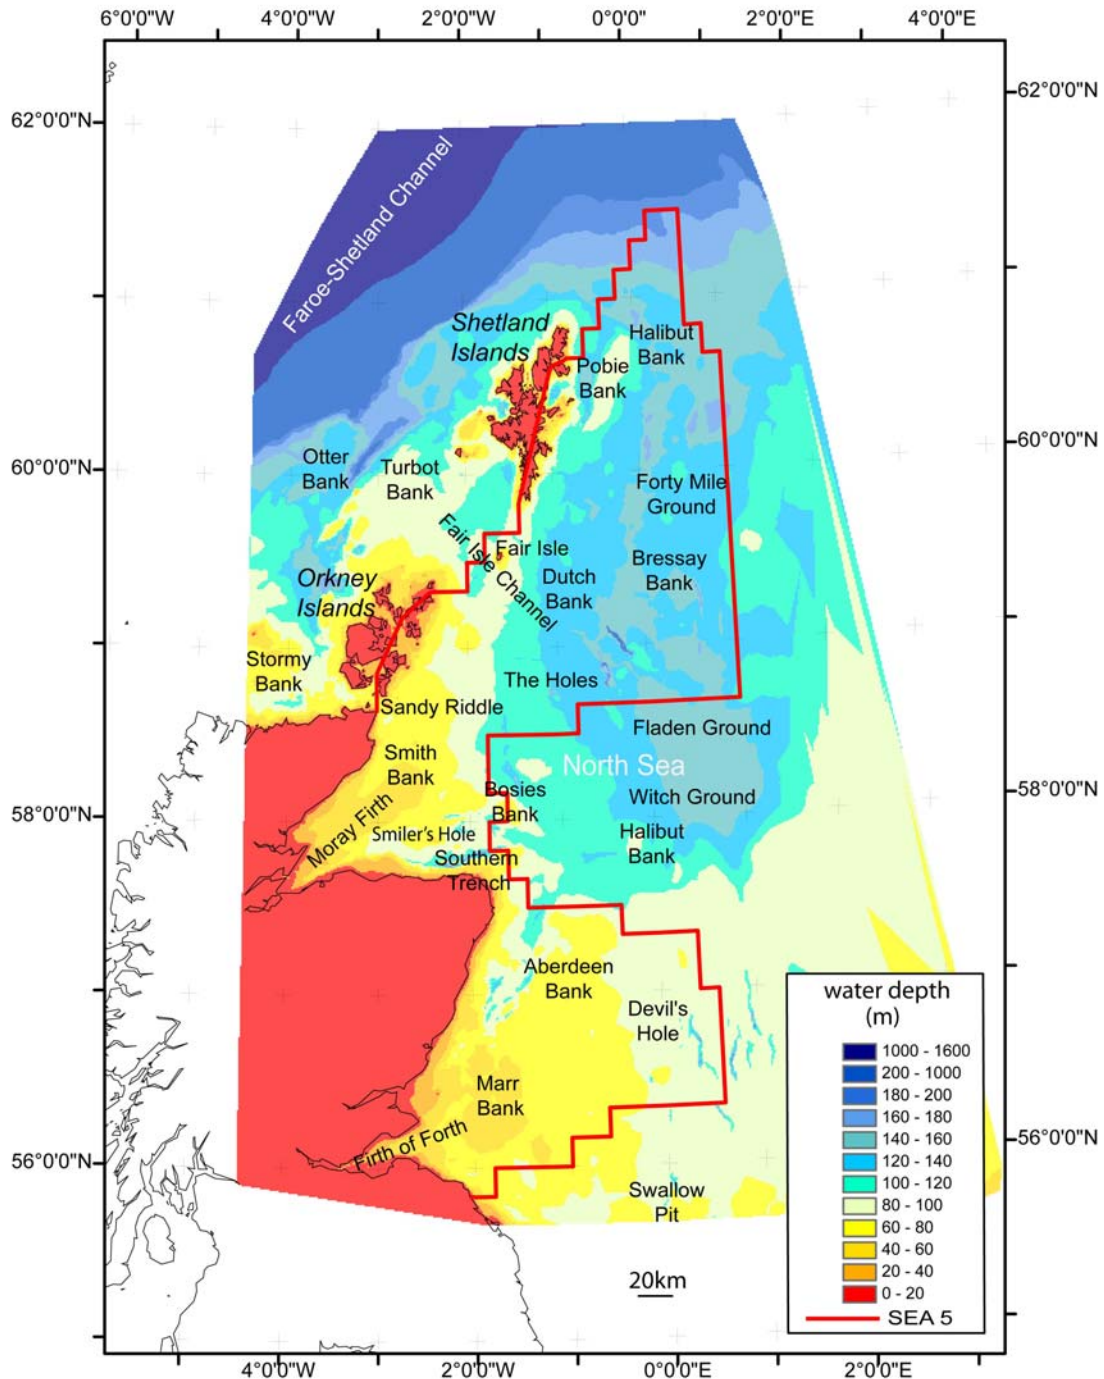 6°0'0"W
4°0'0"W
2°0'0"W
0°0'0"
2°0'0"E
4°0'0"E
62°0'0"N
62°0'0"N
Faroe-Shetland Channel
Shetland
Islands
Halibut
Bank
Pobie
Bank
60°0'0"N
60°0'0"N
Otter
Bank
Turbot
Bank
Forty Mile
Ground
Fair Isle Channel
Fair Isle
Bressay
Bank
Dutch
Bank
Orkney
Islands
Stormy
Bank
The Holes
Sandy Riddle
Fladen Ground
Smith
Bank
North Sea
58°0'0"N
58°0'0"N
Bosies
Bank
Witch Ground
Moray Firth
Smiler's Hole
Halibut
Bank
Southern
Trench
Aberdeen
Bank
Devil's
Hole
Marr
Bank
Firth of Forth
56°0'0"N
56°0'0"N
Swallow
Pit
20km
water depth
(m)
1000 - 1600
200 - 1000
180 - 200
160 - 180
140 - 160
120 - 140
100 - 120
80 - 100
60 - 80
40 - 60
20 - 40
0 - 20
SEA 5
4°0'0"W
2°0'0"W
0°0'0"Y
2°0'0"E